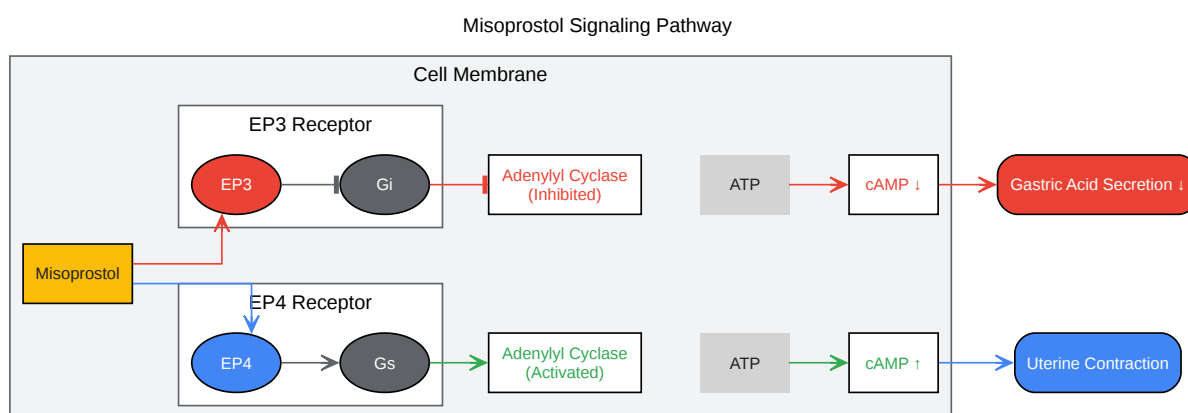 Misoprostol Signaling Pathway
Cell Membrane
EP3 Receptor
EP3
Gi
Adenylyl Cyclase
(Inhibited)
ATP
cAMP ↓
Gastric Acid Secretion ↓
Misoprostol
EP4 Receptor
EP4
Gs
Adenylyl Cyclase
(Activated)
ATP
cAMP ↑
Uterine Contraction